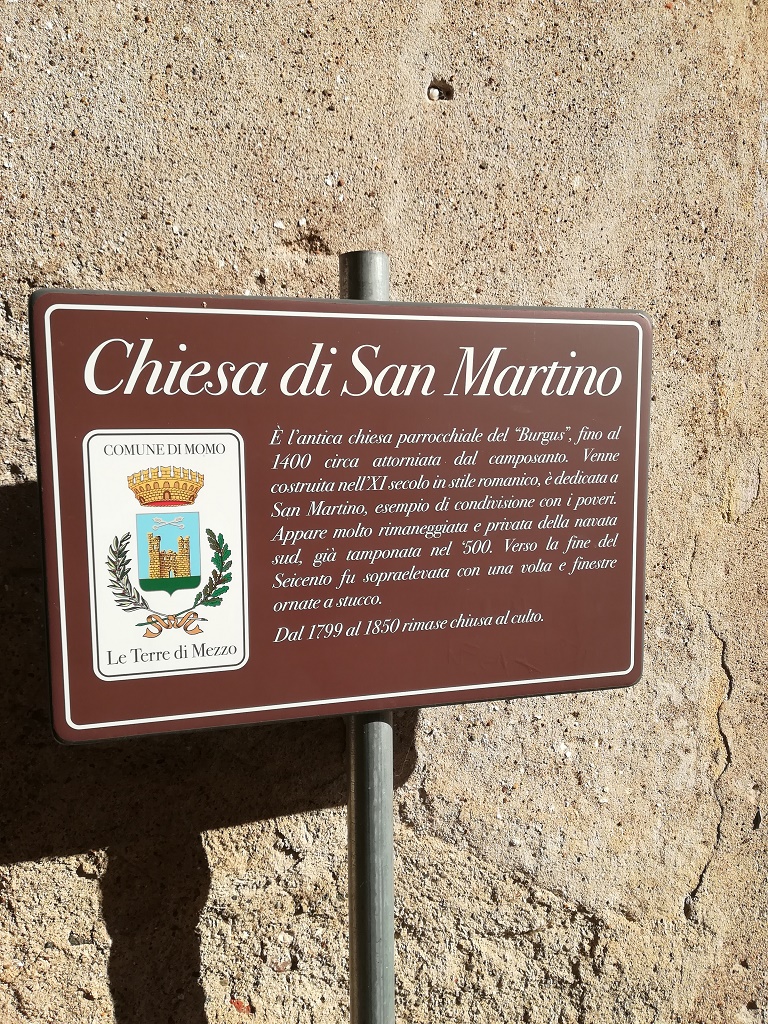 Chiesa di San Martino
COMUNE DI MOMO
Le Terre di Mezzo
È l'antica chiesa parrocchiale del "Burgus", fino al
1400 circa attorniata dal camposanto. Venne
costruita nell'XI secolo in stile romanico, è dedicata a
San Martino, esempio di condivisione con i poveri.
Appare molto rimaneggiata e privata della navata
sud, già tamponata nel '500. Verso la fine del
Seicento fu sopraelevata con una volta e finestre
ornate a stucco.
Dal 1799 al 1850 rimase chiusa al culto.